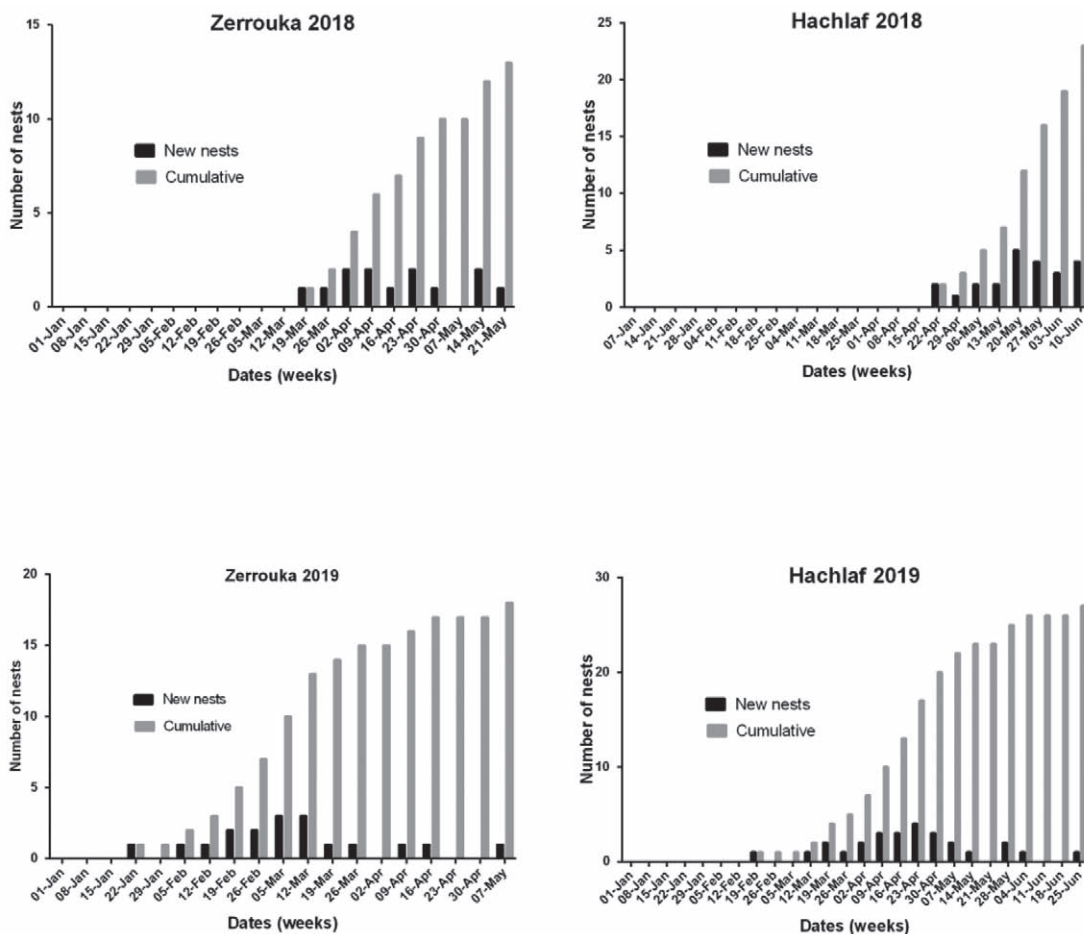 Zerrouka 2018
Number of nests
15
10
5
0
New nests
Cumulative
01-Jan
08-Jan
15-Jan
22-Jan
29-Jan
05-Feb
12-Feb
19-Feb
26-Feb
05-Mar
12-Mar
19-Mar
26-Mar
02-Apr
09-Apr
16-Apr
23-Apr
30-Apr
07-May
14-May
21-May
Dates (weeks)
Hachlaf 2018
Number of nests
25
20
15
10
5
0
New nests
Cumulative
07-Jan
14-Jan
21-Jan
28-Jan
04-Feb
11-Feb
18-Feb
25-Feb
04-Mar
11-Mar
18-Mar
25-Mar
01-Apr
08-Apr
15-Apr
22-Apr
29-Apr
06-May
13-May
20-May
27-May
03-Jun
10-Jun
Dates (weeks)
Zerrouka 2019
Number of nests
20
15
10
5
0
New nests
Cumulative
01-Jan
08-Jan
15-Jan
22-Jan
29-Jan
05-Feb
12-Feb
19-Feb
26-Feb
05-Mar
12-Mar
19-Mar
26-Mar
02-Apr
09-Apr
16-Apr
23-Apr
30-Apr
07-May
Dates (weeks)
Hachlaf 2019
Number of nests
30
20
10
0
New nests
Cumulative
01-Jan
08-Jan
15-Jan
22-Jan
29-Jan
05-Feb
12-Feb
19-Feb
26-Feb
05-Mar
12-Mar
19-Mar
26-Mar
02-Apr
09-Apr
16-Apr
23-Apr
30-Apr
07-May
14-May
21-May
28-May
04-Jun
11-Jun
18-Jun
25-Jun
Dates (weeks)